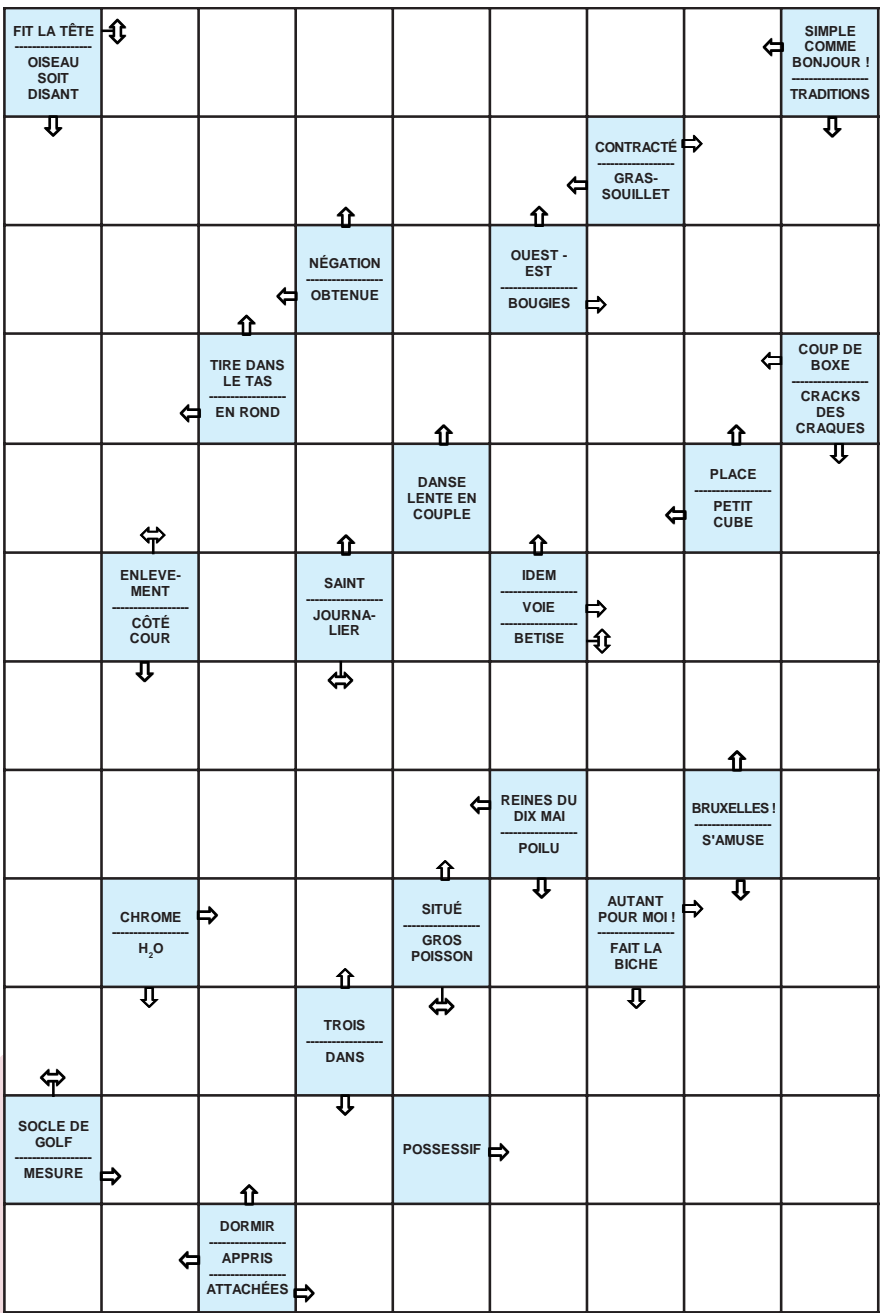 FIT LA TÊTE
------------------
OISEAU
SOIT
DISANT
SIMPLE
COMME
BONJOUR !
------------------
TRADITIONS
CONTRACTÉ
------------------
GRAS-
SOUILLET
NÉGATION
------------------
OBTENUE
OUEST -
EST
------------------
BOUGIES
TIRE DANS
LE TAS
------------------
EN ROND
COUP DE
BOXE
------------------
CRACKS
DES
CRAQUES
DANSE
LENTE EN
COUPLE
PLACE
------------------
PETIT
CUBE
ENLEVE-
MENT
------------------
CÔTÉ
COUR
SAINT
------------------
JOURNA-
LIER
IDEM
------------------
VOIE
------------------
BETISE
REINES DU
DIX MAI
------------------
POILU
BRUXELLES !
------------------
S'AMUSE
CHROME
------------------
H₂O
SITUÉ
------------------
GROS
POISSON
AUTANT
POUR MOI !
------------------
FAIT LA
BICHE
TROIS
------------------
DANS
SOCLE DE
GOLF
------------------
MESURE
POSSESSIF
DORMIR
------------------
APPRIS
------------------
ATTACHÉES